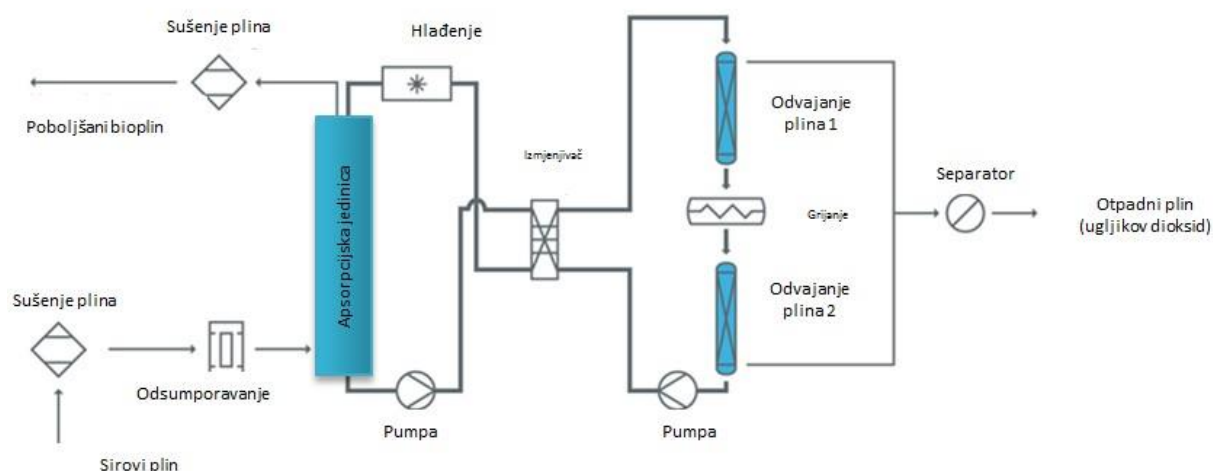 Sušenje plina
Hlađenje
Poboljšani bioplin
Apsorpcijska jedinica
Izmjenjivač
Odvajanje
plina 1
Grijanje
Separator
Otpadni plin
(ugljikov dioksid)
Odvajanje
plina 2
Sušenje plina
Odsumporavanje
Pumpa
Pumpa
Sirovi plin